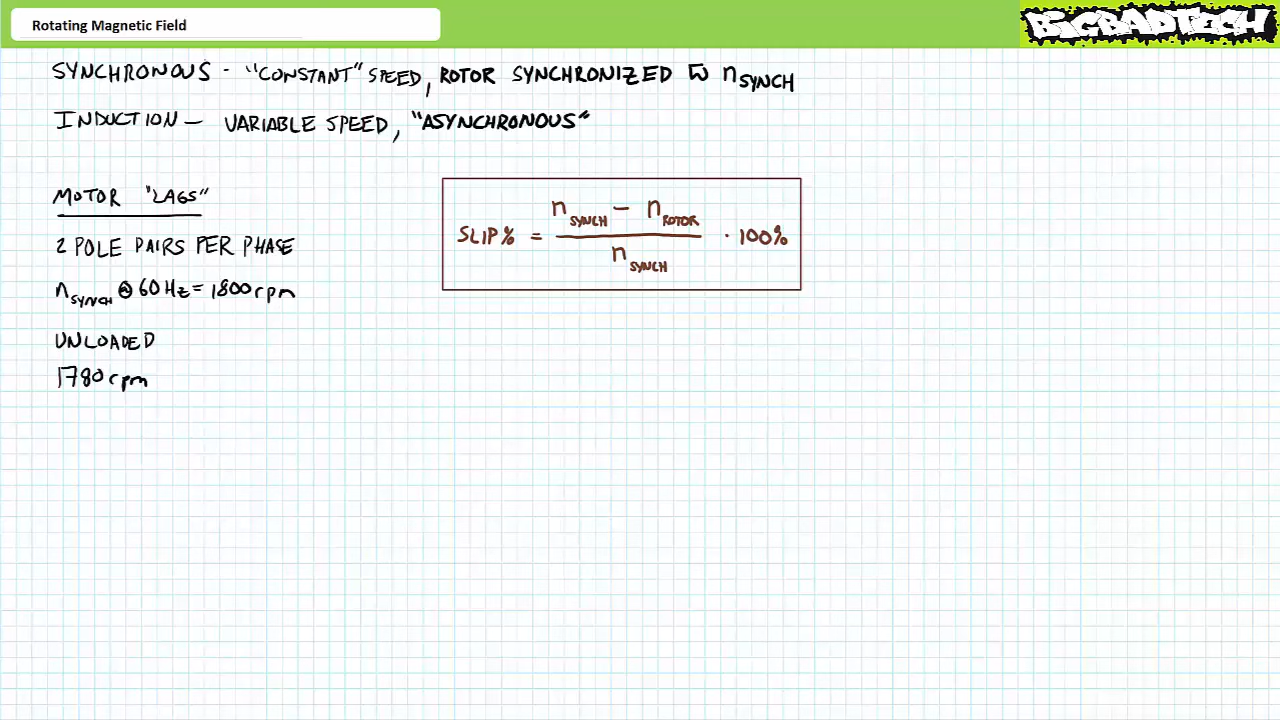 Rotating Magnetic Field
BIGBADTECH
SYNCHRONOUS - "CONSTANT" SPEED, ROTOR SYNCHRONIZED TO nSYNCH
INDUCTION - VARIABLE SPEED, "ASYNCHRONOUS"
MOTOR "LAGS"
2 POLE PAIRS PER PHASE
nSYNCH @ 60 Hz = 1800 rpm
UNLOADED
1780 rpm
nSYNCH - nROTOR
SLIP% = · 100%
nSYNCH